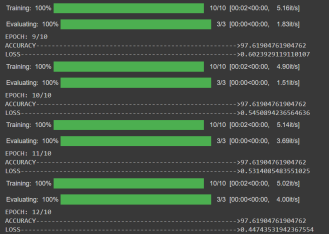 Training: 100% 10/10 [00:02<00:00, 5.16it/s]
Evaluating: 100% 3/3 [00:00<00:00, 1.83it/s]
EPOCH: 9/10
ACCURACY---------------------------------------------->97.61904761904762
LOSS-------------------------------------------------->0.6023929119110107
Training: 100% 10/10 [00:02<00:00, 4.90it/s]
Evaluating: 100% 3/3 [00:00<00:00, 1.51it/s]
EPOCH: 10/10
ACCURACY---------------------------------------------->97.61904761904762
LOSS-------------------------------------------------->0.5450894236564636
Training: 100% 10/10 [00:02<00:00, 5.14it/s]
Evaluating: 100% 3/3 [00:00<00:00, 3.69it/s]
EPOCH: 11/10
ACCURACY---------------------------------------------->97.61904761904762
LOSS-------------------------------------------------->0.5314085483551025
Training: 100% 10/10 [00:02<00:00, 5.02it/s]
Evaluating: 100% 3/3 [00:00<00:00, 4.00it/s]
EPOCH: 12/10
ACCURACY---------------------------------------------->97.61904761904762
LOSS-------------------------------------------------->0.44743531942367554